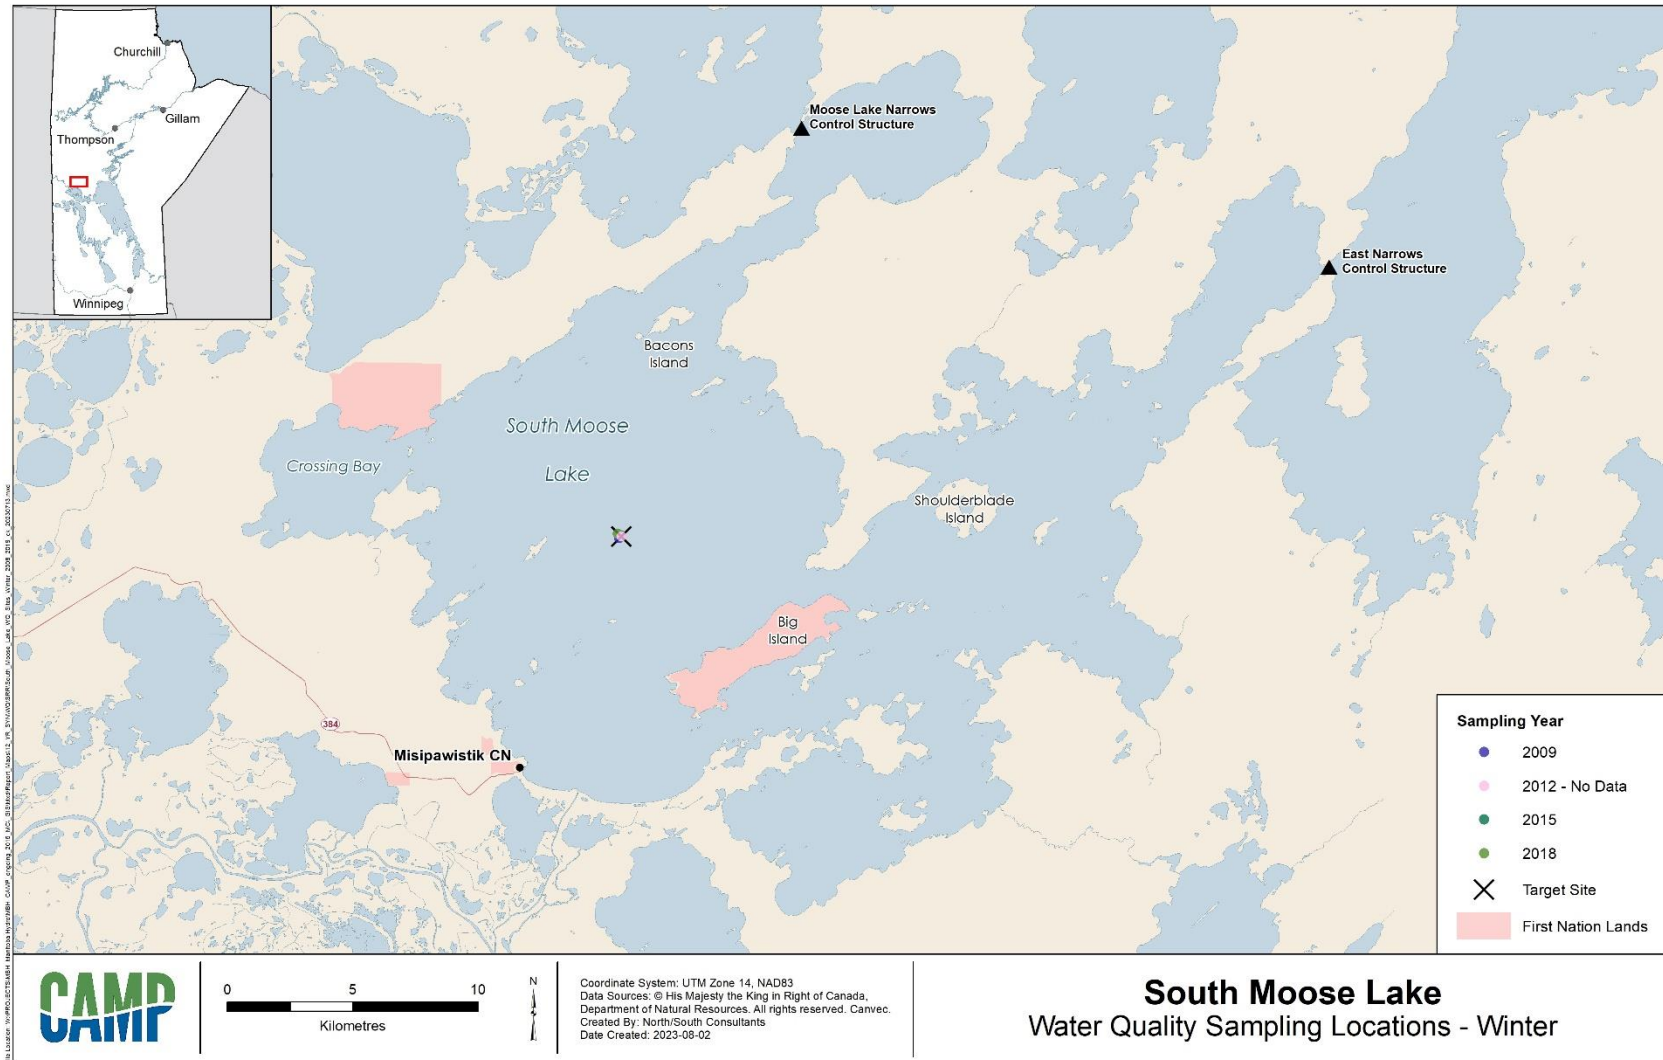 Churchill
Gillam
Thompson
Winnipeg
Moose Lake Narrows
Control Structure
East Narrows
Control Structure
Bacons
Island
South Moose
Lake
Crossing Bay
Shoulderblade
Island
Big
Island
384
Misipawistik CN
Sampling Year
2009
2012 - No Data
2015
2018
Target Site
First Nation Lands
CAMP
0 5 10
Kilometres
N
Coordinate System: UTM Zone 14, NAD83
Data Sources: © His Majesty the King in Right of Canada,
Department of Natural Resources. All rights reserved. Canvec.
Created By: North/South Consultants
Date Created: 2023-08-02
South Moose Lake
Water Quality Sampling Locations - Winter